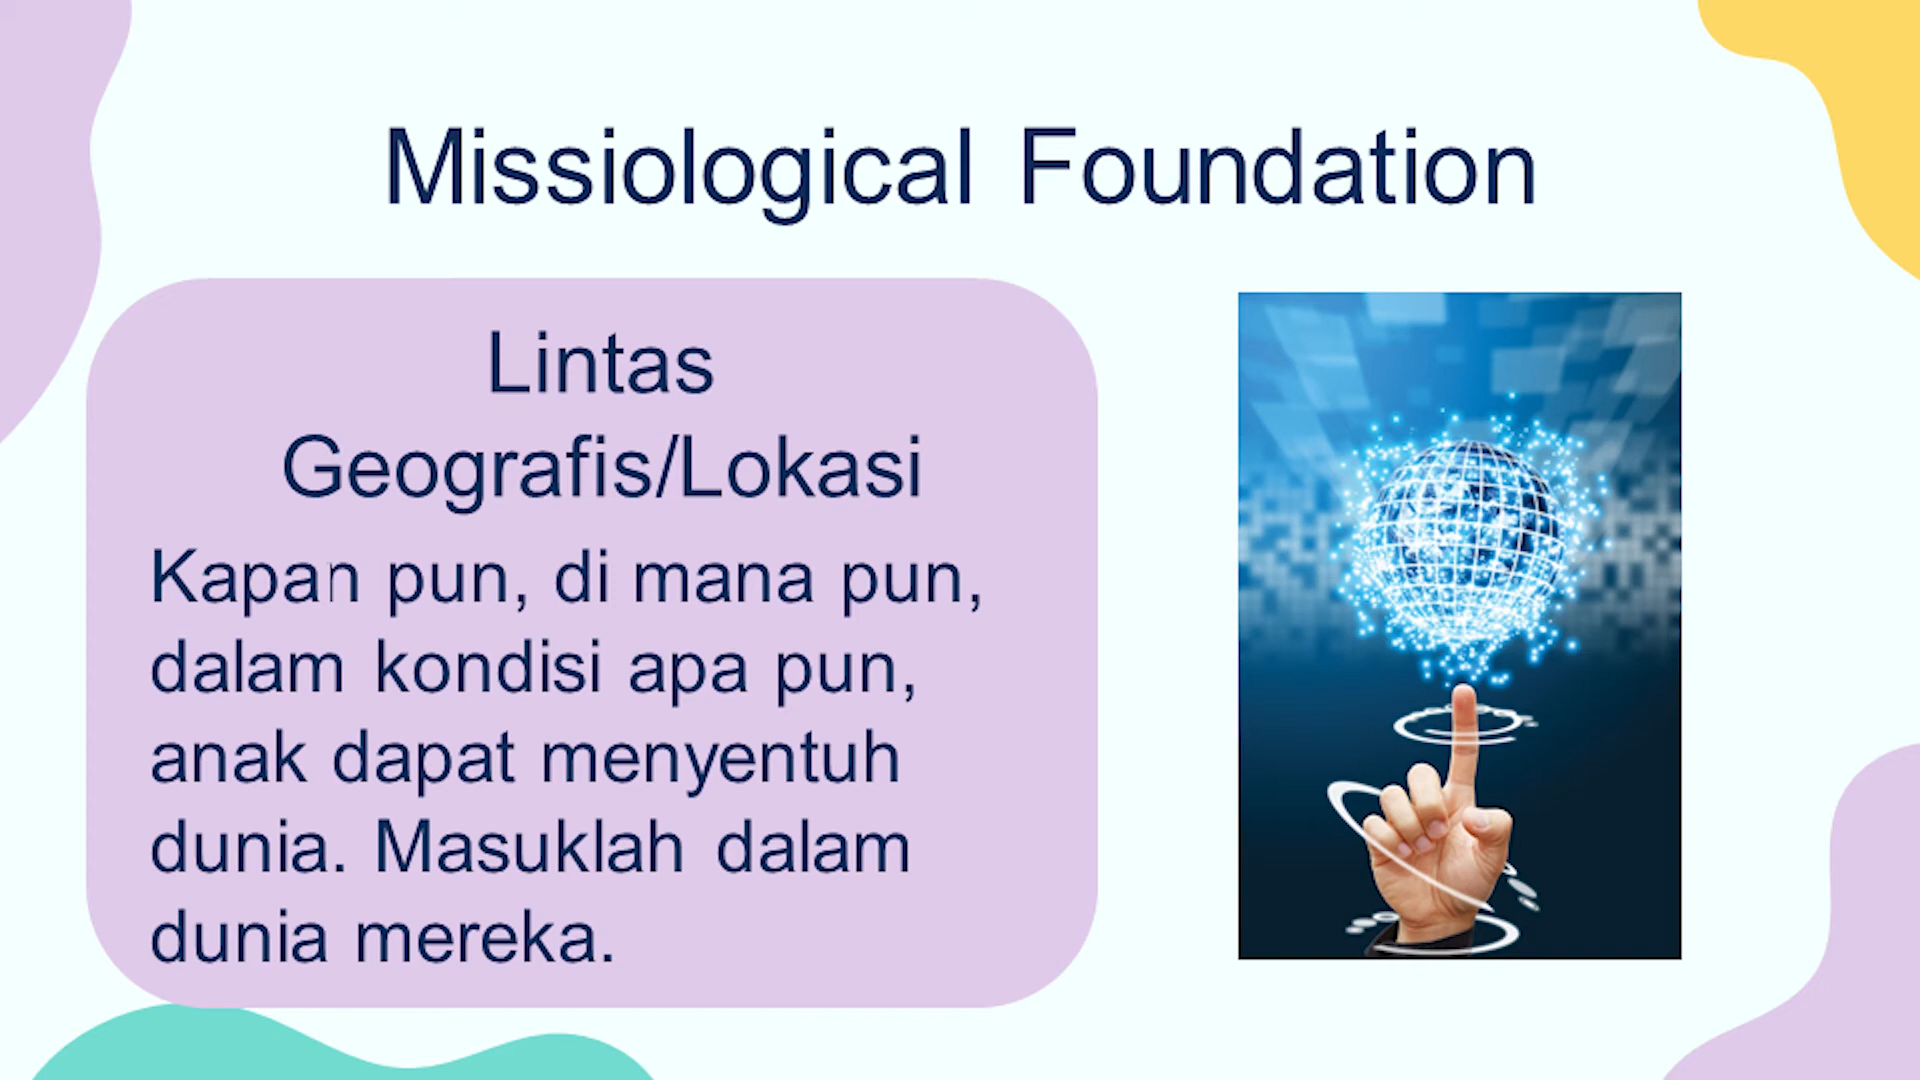 Missiological Foundation
Lintas
Geografis/Lokasi
Kapan pun, di mana pun,
dalam kondisi apa pun,
anak dapat menyentuh
dunia. Masuklah dalam
dunia mereka.